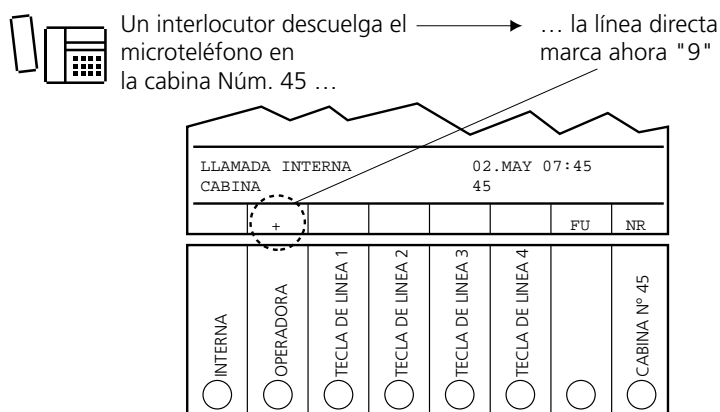 Un interlocutor descuelga el
microteléfono en
la cabina Núm. 45 …
… la línea directa
marca ahora "9"
LLAMADA INTERNA 02.MAY 07:45
CABINA 45
+ FU NR
INTERNA
OPERADORA
TECLA DE LINEA 1
TECLA DE LINEA 2
TECLA DE LINEA 3
TECLA DE LINEA 4
CABINA Nº 45